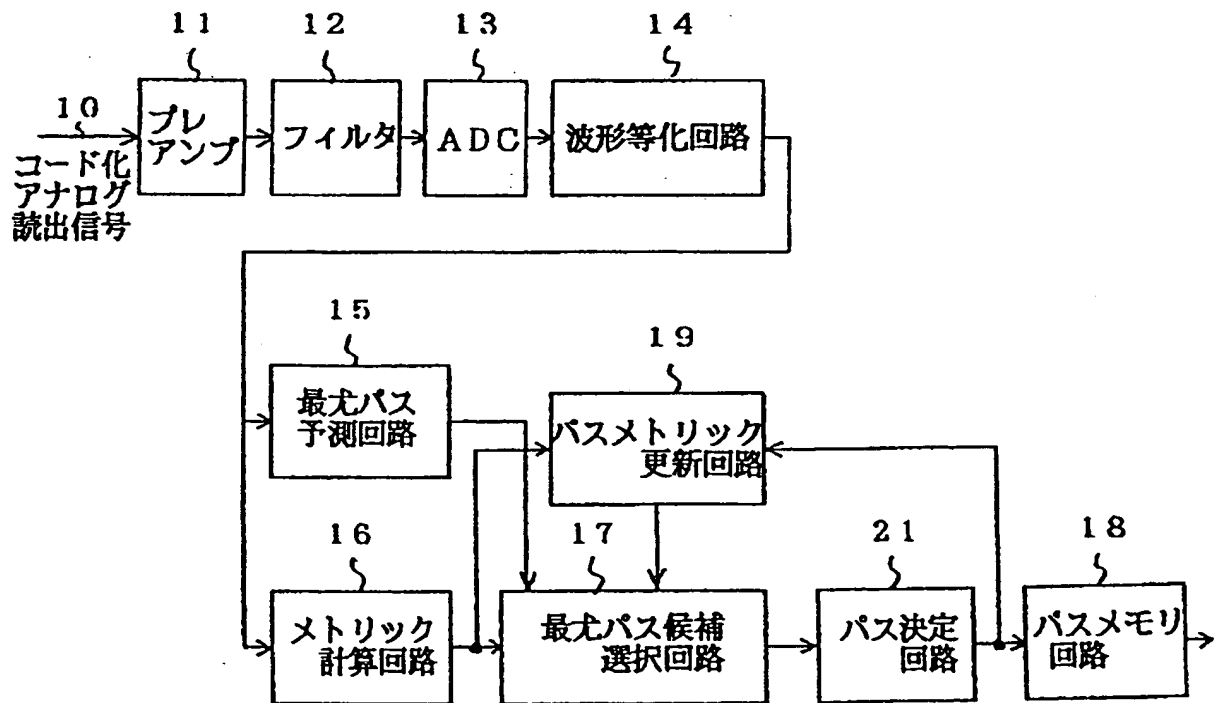 11
12
13
14
10
プレ
アンプ
フィルタ
ADC
波形等化回路
コード化
アナログ
読出信号
15
19
最尤パス
予測回路
パスメトリック
更新回路
16
17
21
18
メトリック
計算回路
最尤パス候補
選択回路
パス決定
回路
パスメモリ
回路